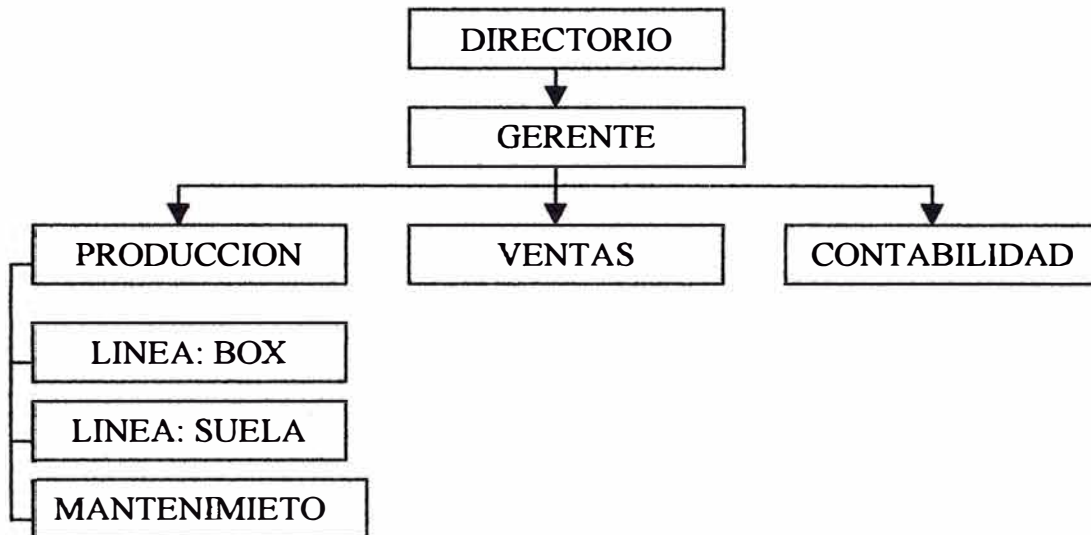 DIRECTORIO
GERENTE
PRODUCCION
VENTAS
CONTABILIDAD
LINEA: BOX
LINEA: SUELA
MANTENIMIETO